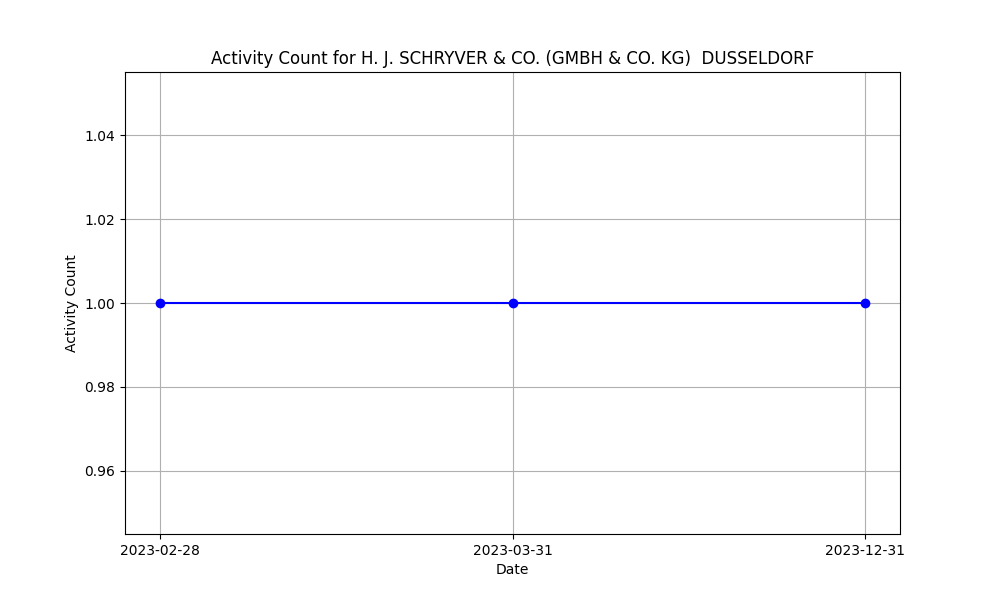 Activity Count for H. J. SCHRYVER & CO. (GMBH & CO. KG)  DUSSELDORF
1.04
1.02
1.00
0.98
0.96
Activity Count
2023-02-28 2023-03-31 2023-12-31
Date